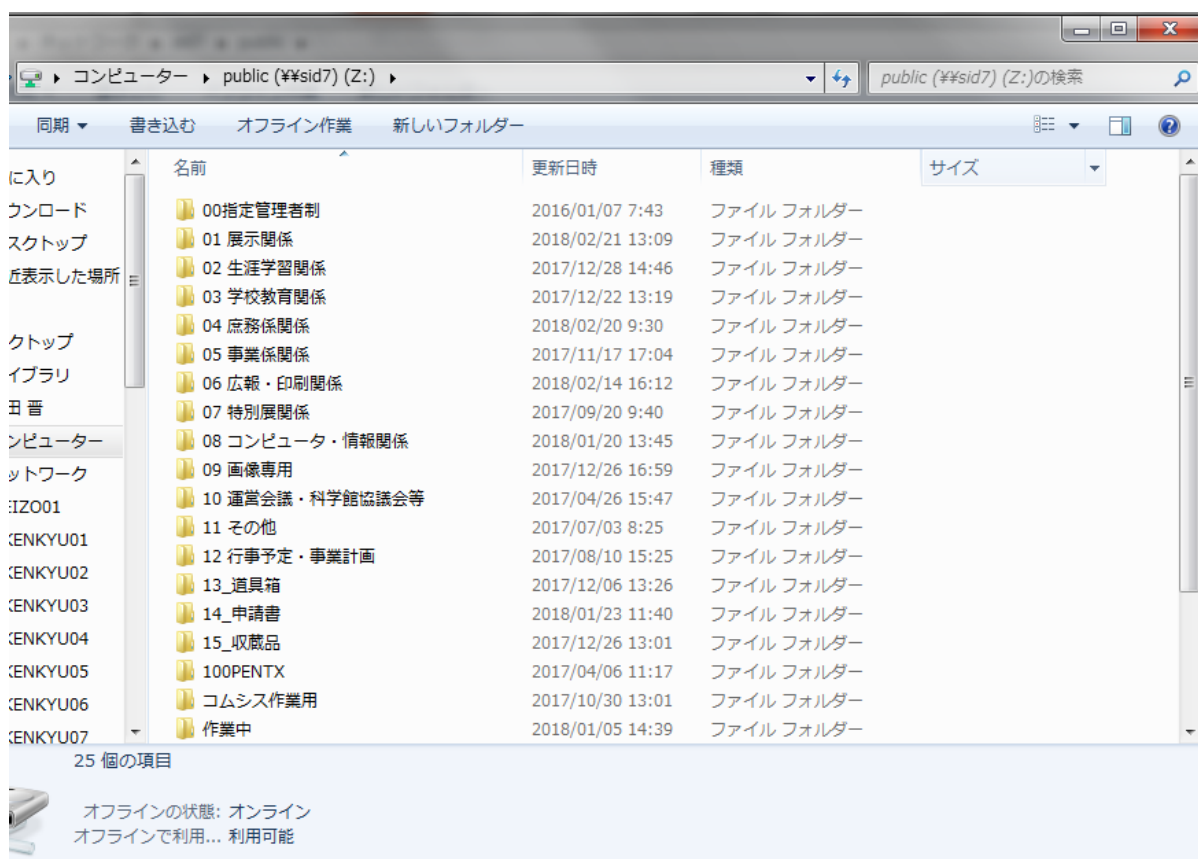 コンピューター ▸ public (¥¥sid7) (Z:) ▸
public (¥¥sid7) (Z:)の検索
同期 書き込む オフライン作業 新しいフォルダー
に入り
ウンロード
スクトップ
近表示した場所
クトップ
イブラリ
田 晋
ンピューター
ットワーク
EIZO01
KENKYU01
KENKYU02
KENKYU03
KENKYU04
KENKYU05
KENKYU06
KENKYU07
名前 更新日時 種類 サイズ
00指定管理者制 2016/01/07 7:43 ファイル フォルダー
01 展示関係 2018/02/21 13:09 ファイル フォルダー
02 生涯学習関係 2017/12/28 14:46 ファイル フォルダー
03 学校教育関係 2017/12/22 13:19 ファイル フォルダー
04 庶務係関係 2018/02/20 9:30 ファイル フォルダー
05 事業係関係 2017/11/17 17:04 ファイル フォルダー
06 広報・印刷関係 2018/02/14 16:12 ファイル フォルダー
07 特別展関係 2017/09/20 9:40 ファイル フォルダー
08 コンピュータ・情報関係 2018/01/20 13:45 ファイル フォルダー
09 画像専用 2017/12/26 16:59 ファイル フォルダー
10 運営会議・科学館協議会等 2017/04/26 15:47 ファイル フォルダー
11 その他 2017/07/03 8:25 ファイル フォルダー
12 行事予定・事業計画 2017/08/10 15:25 ファイル フォルダー
13_道具箱 2017/12/06 13:26 ファイル フォルダー
14_申請書 2018/01/23 11:40 ファイル フォルダー
15_収蔵品 2017/12/26 13:01 ファイル フォルダー
100PENTX 2017/04/06 11:17 ファイル フォルダー
コムシス作業用 2017/10/30 13:01 ファイル フォルダー
作業中 2018/01/05 14:39 ファイル フォルダー
25 個の項目
オフラインの状態: オンライン
オフラインで利用... 利用可能